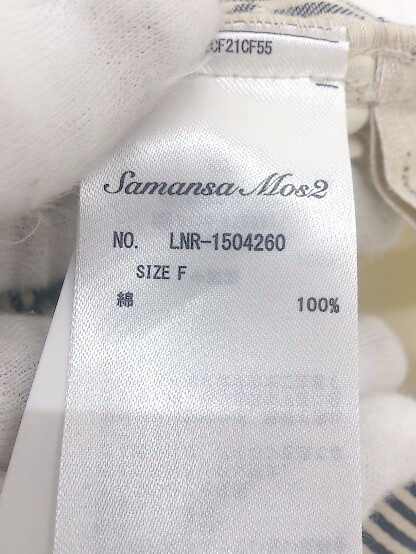 CF21CF55
Samansa Mos2
NO. LNR-1504260
SIZE F
綿 100%